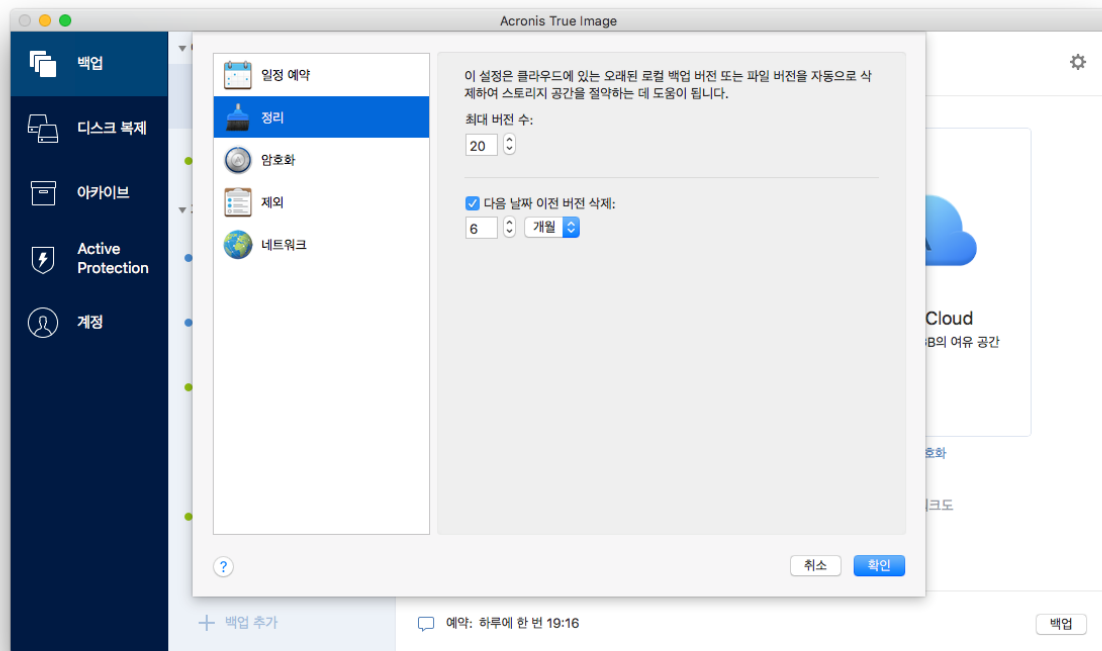 Acronis True Image
백업
디스크 복제
아카이브
Active
Protection
계정
일정 예약
정리
암호화
제외
네트워크
이 설정은 클라우드에 있는 오래된 로컬 백업 버전 또는 파일 버전을 자동으로 삭
제하여 스토리지 공간을 절약하는 데 도움이 됩니다.
최대 버전 수:
20
다음 날짜 이전 버전 삭제:
6 개월
?
취소 확인
Cloud
의 여유 공간
호화
크도
백업 추가
예약: 하루에 한 번 19:16
백업